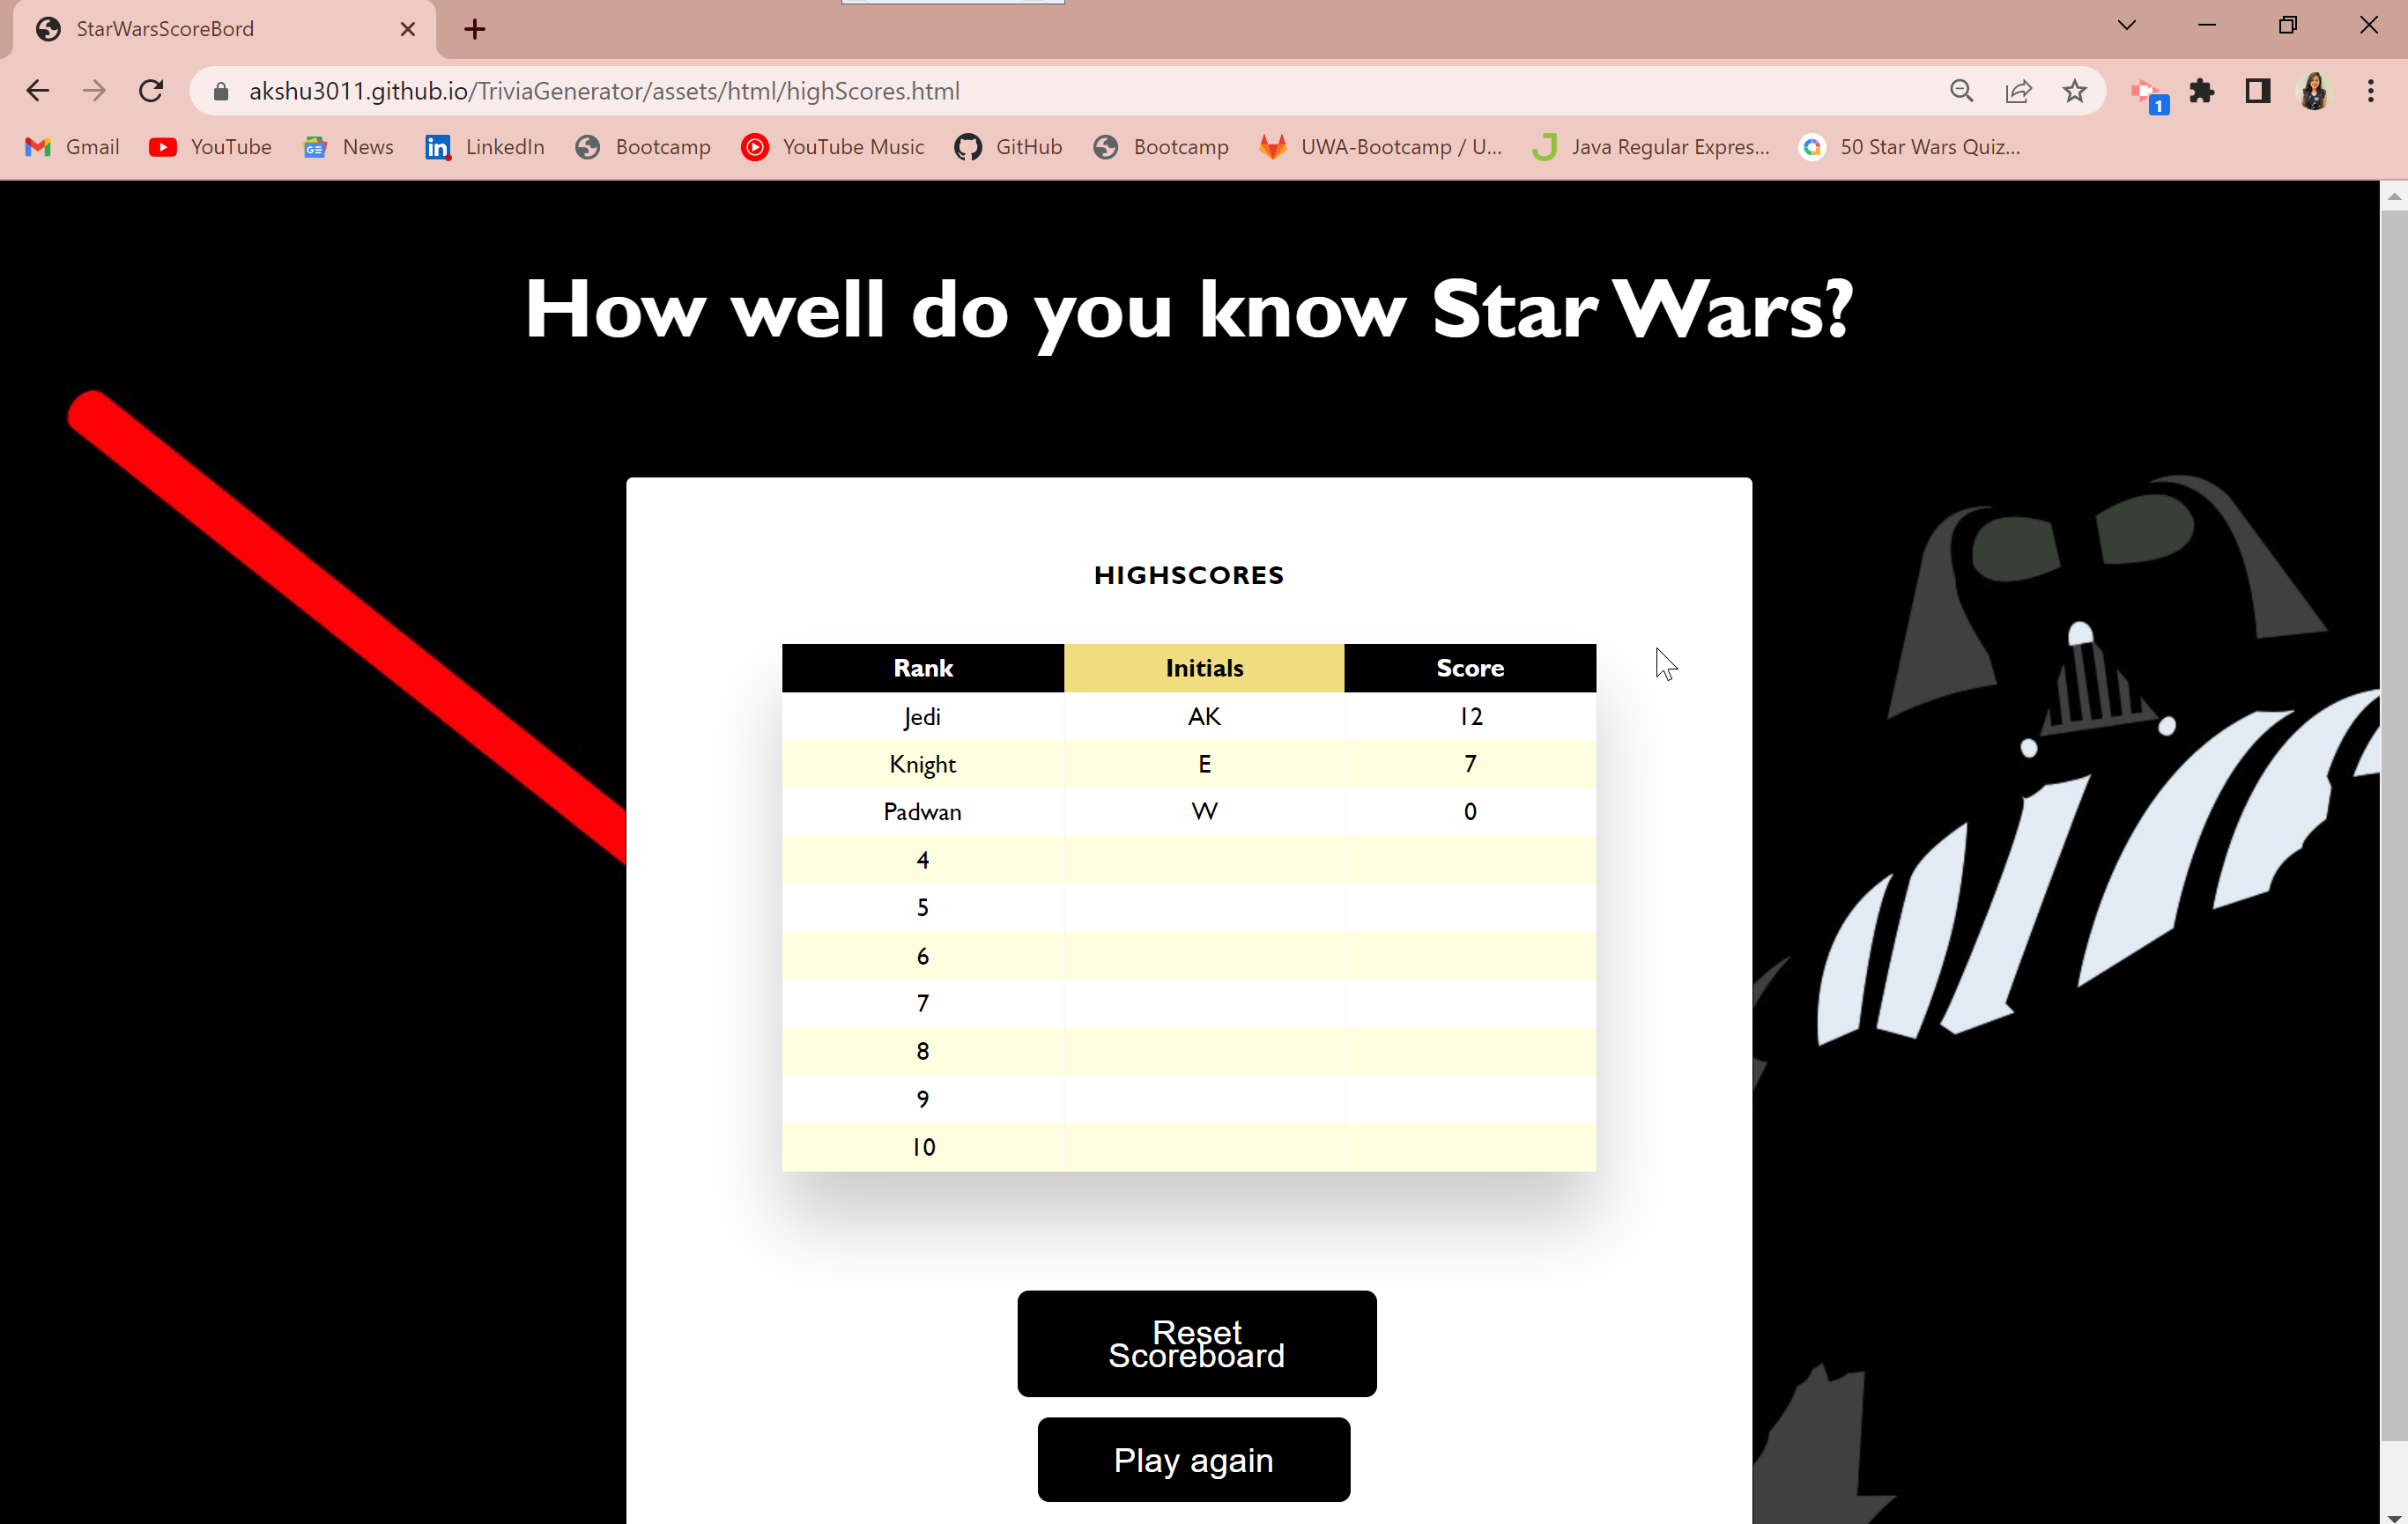 StarWarsScoreBord
akshu3011.github.io/TriviaGenerator/assets/html/highScores.html
1
Gmail YouTube News LinkedIn Bootcamp YouTube Music GitHub Bootcamp UWA-Bootcamp / U... Java Regular Expres... 50 Star Wars Quiz...
How well do you know Star Wars?
HIGHSCORES
Rank Initials Score
Jedi AK 12
Knight E 7
Padwan W 0
4
5
6
7
8
9
10
Reset
Scoreboard
Play again